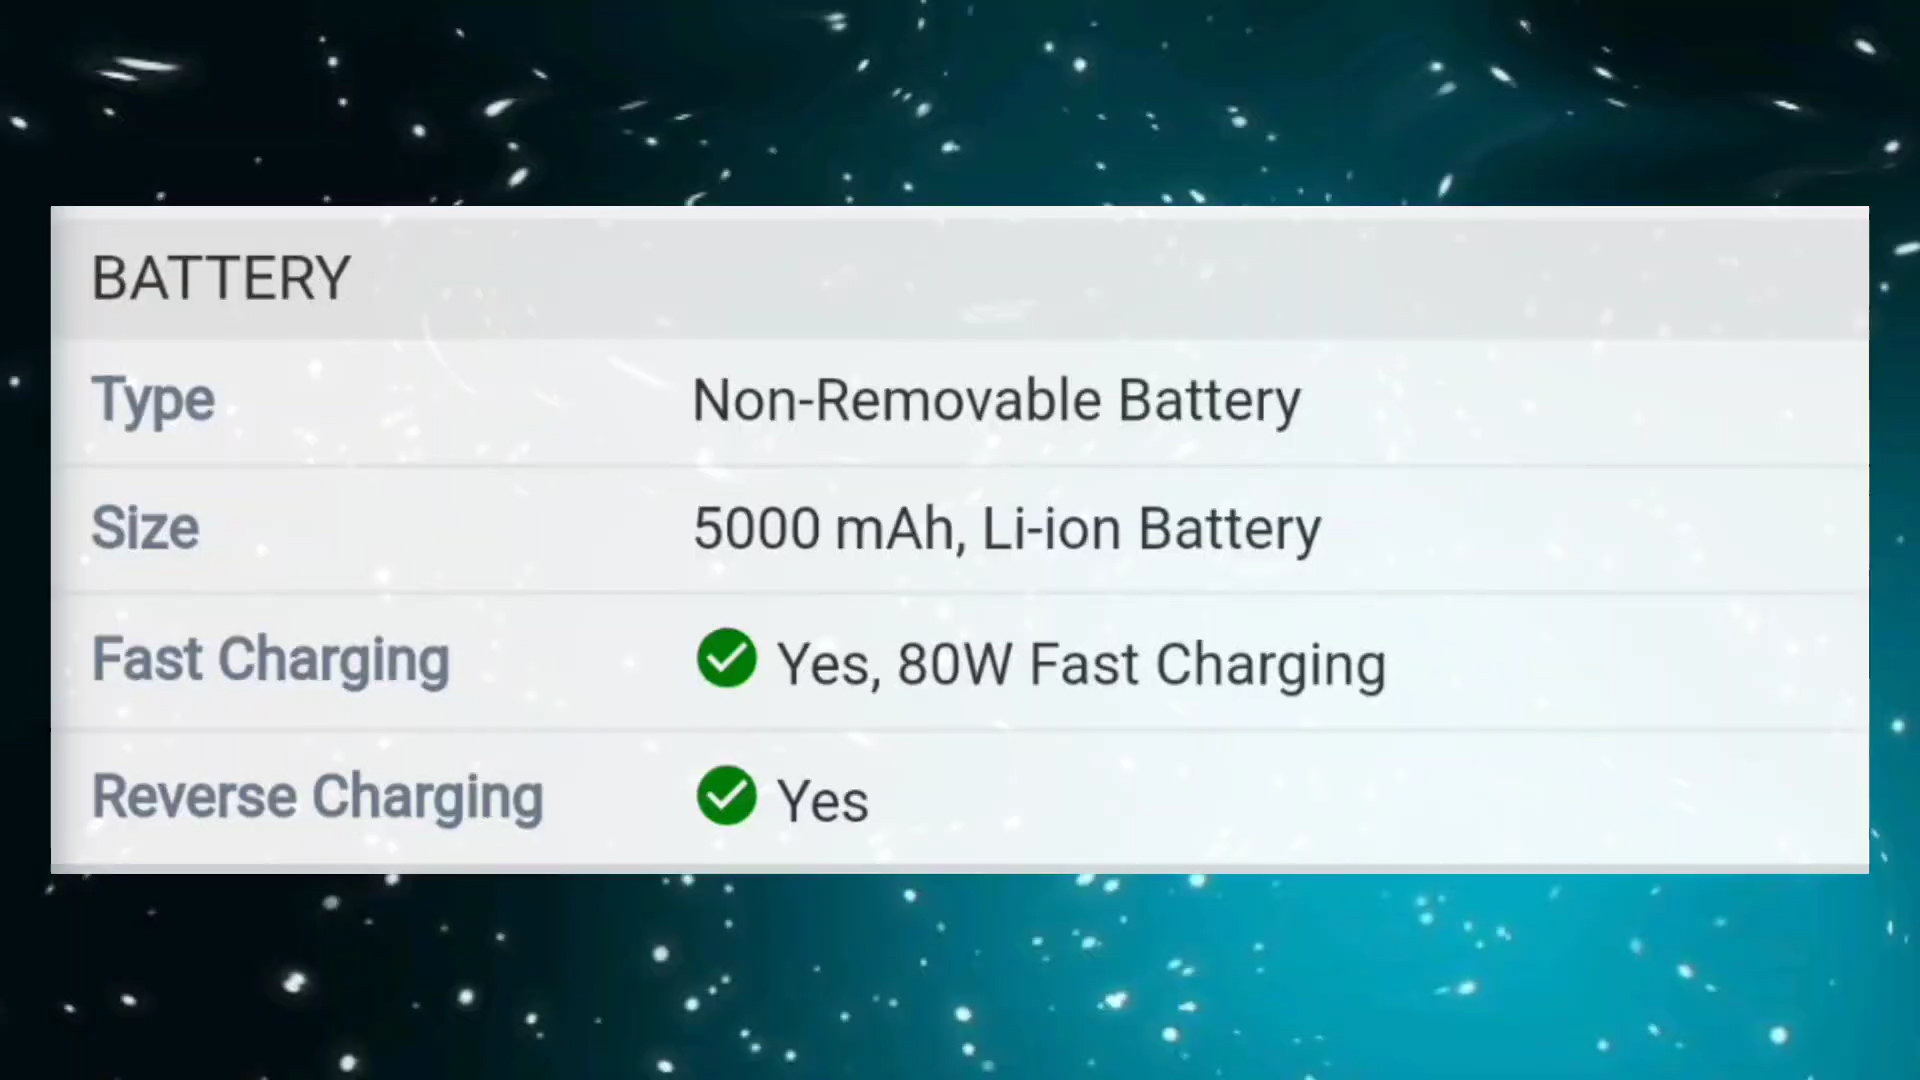 BATTERY
Type Non-Removable Battery
Size 5000 mAh, Li-ion Battery
Fast Charging Yes, 80W Fast Charging
Reverse Charging Yes